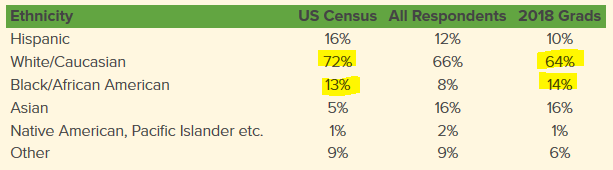 Ethnicity US Census All Respondents 2018 Grads
Hispanic 16% 12% 10%
White/Caucasian 72% 66% 64%
Black/African American 13% 8% 14%
Asian 5% 16% 16%
Native American, Pacific Islander etc. 1% 2% 1%
Other 9% 9% 6%